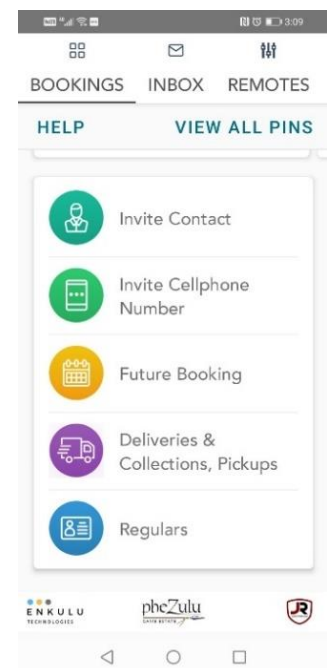 3:09
BOOKINGS INBOX REMOTES
HELP VIEW ALL PINS
Invite Contact
Invite Cellphone
Number
Future Booking
Deliveries &
Collections, Pickups
Regulars
ENKULU pheZulu JR
TECHNOLOGIES